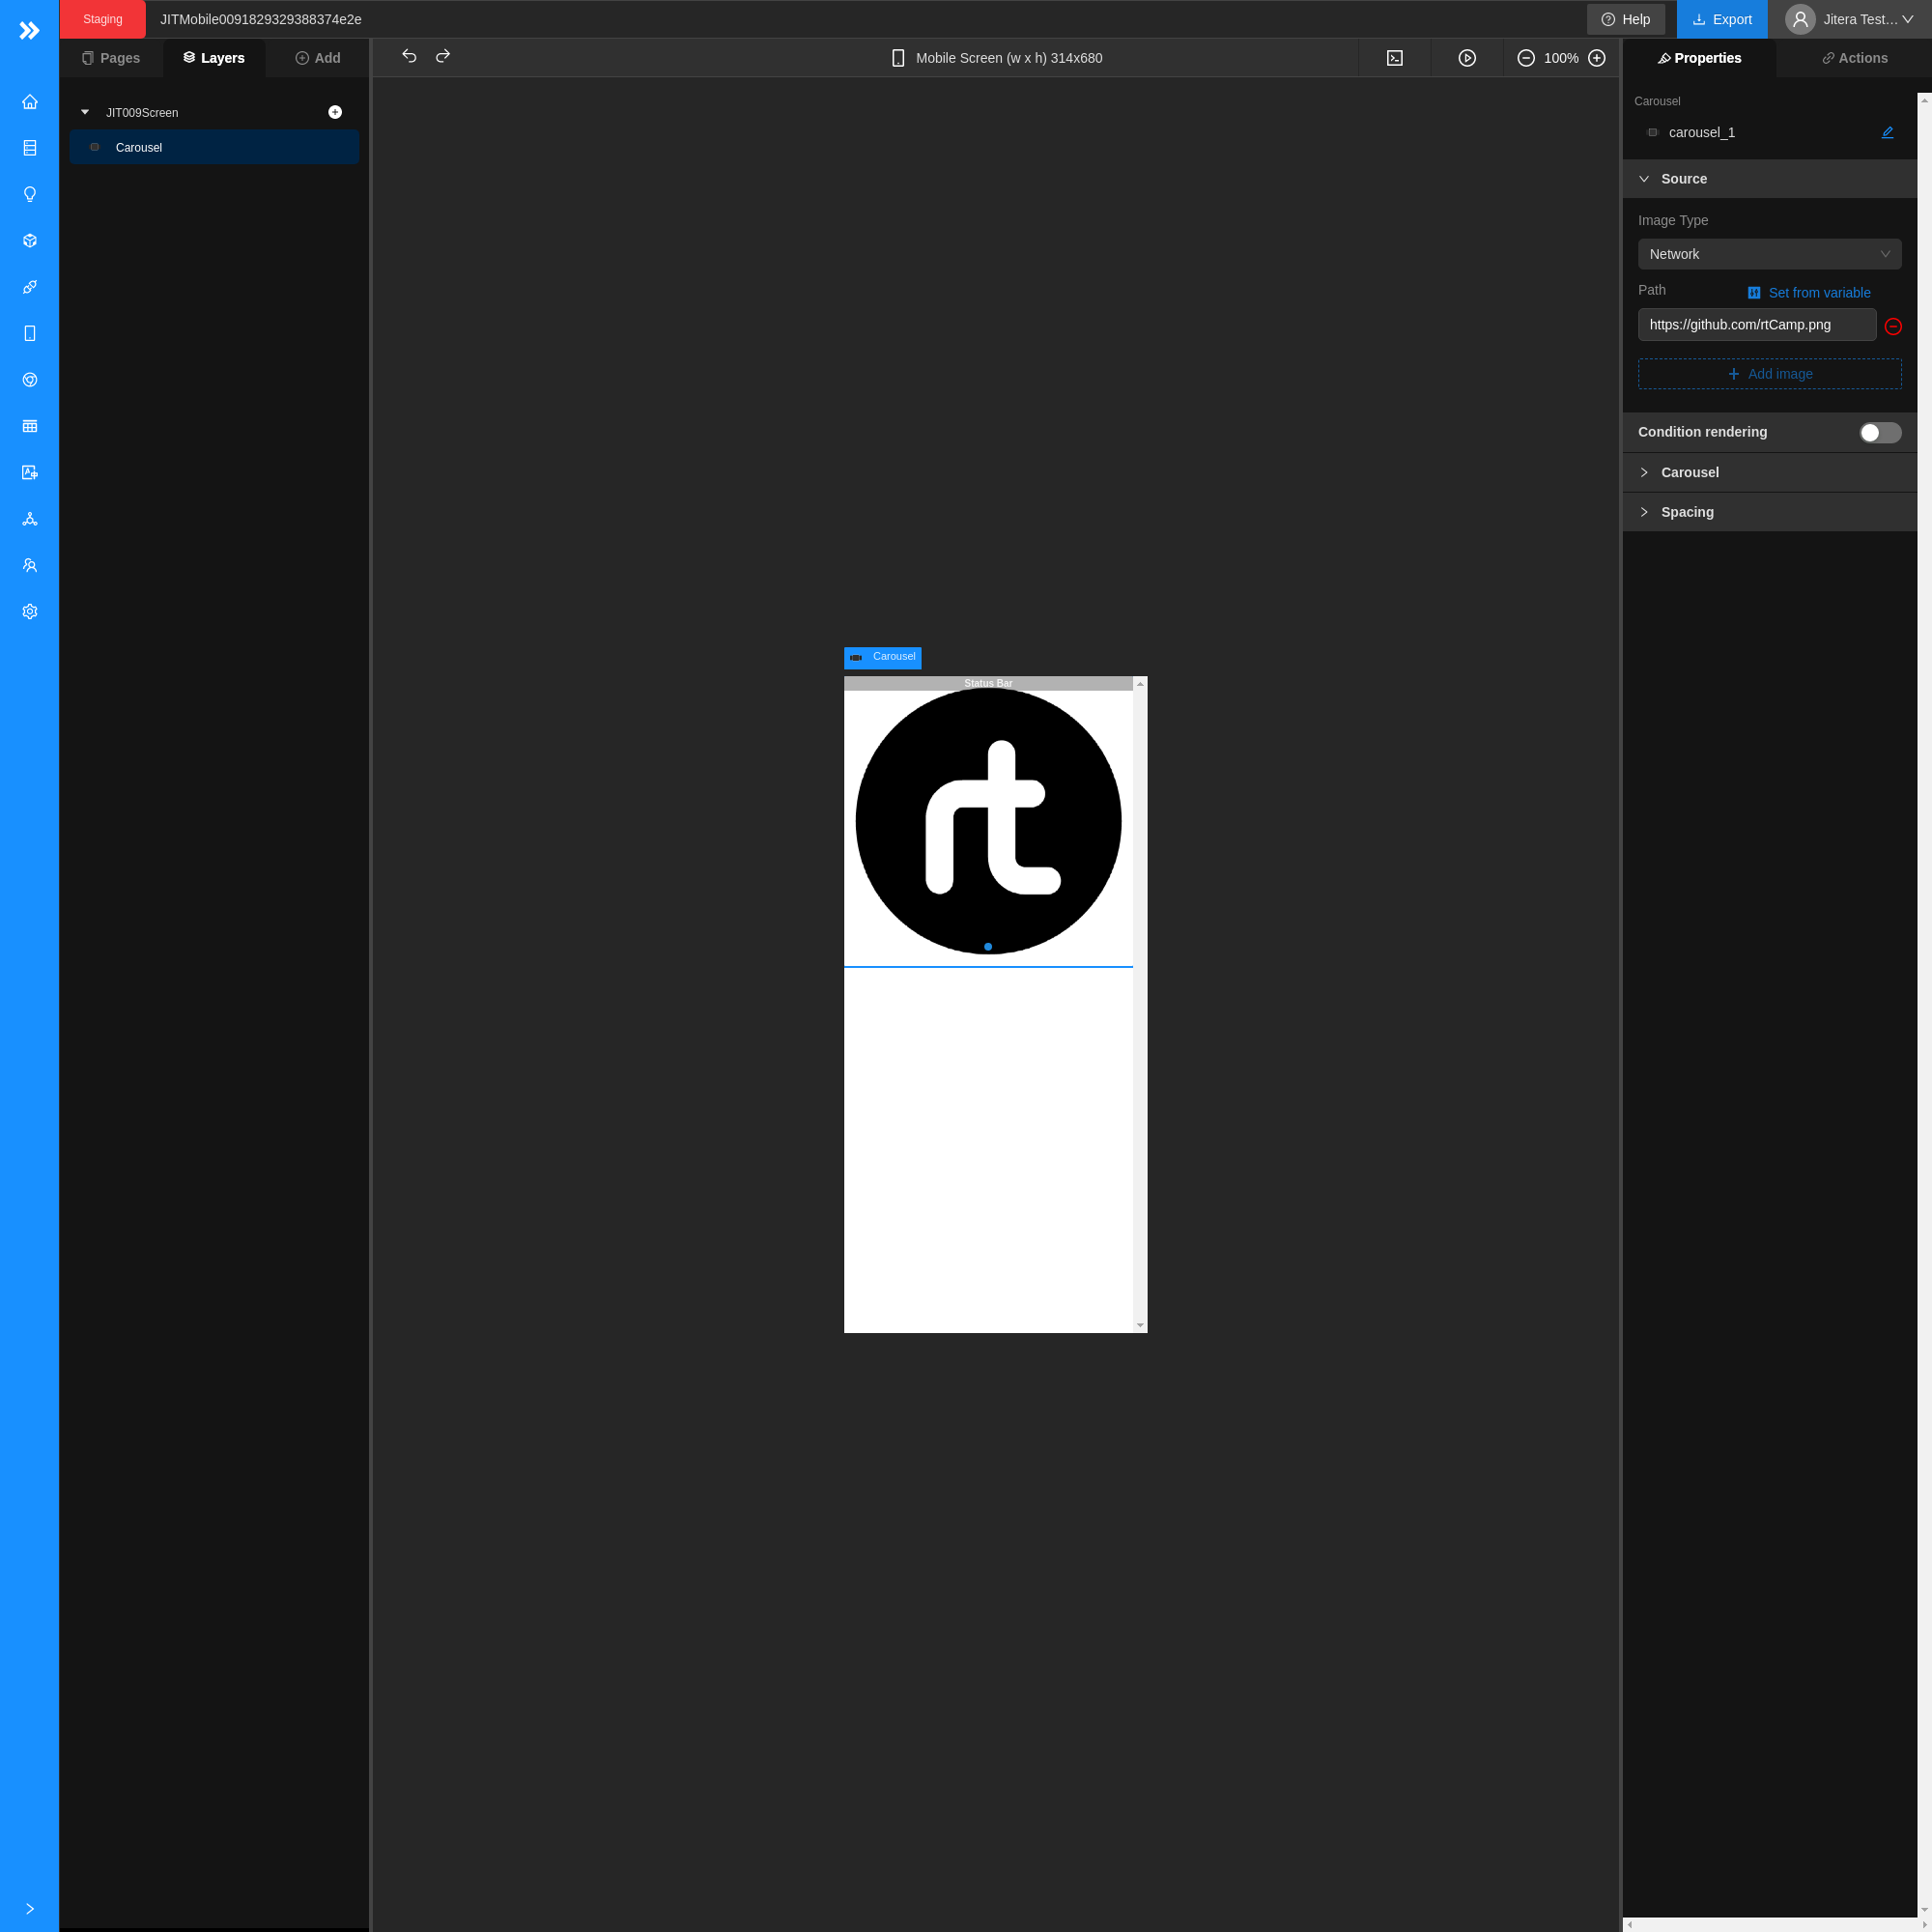 Staging
JITMobile0091829329388374e2e
Help
Export
Jitera Test…
Pages
Layers
Add
Mobile Screen (w x h) 314x680
100%
Properties
Actions
JIT009Screen
Carousel
Carousel
carousel_1
Source
Image Type
Network
Path
Set from variable
https://github.com/rtCamp.png
Add image
Condition rendering
Carousel
Spacing
Carousel
Status Bar
rt